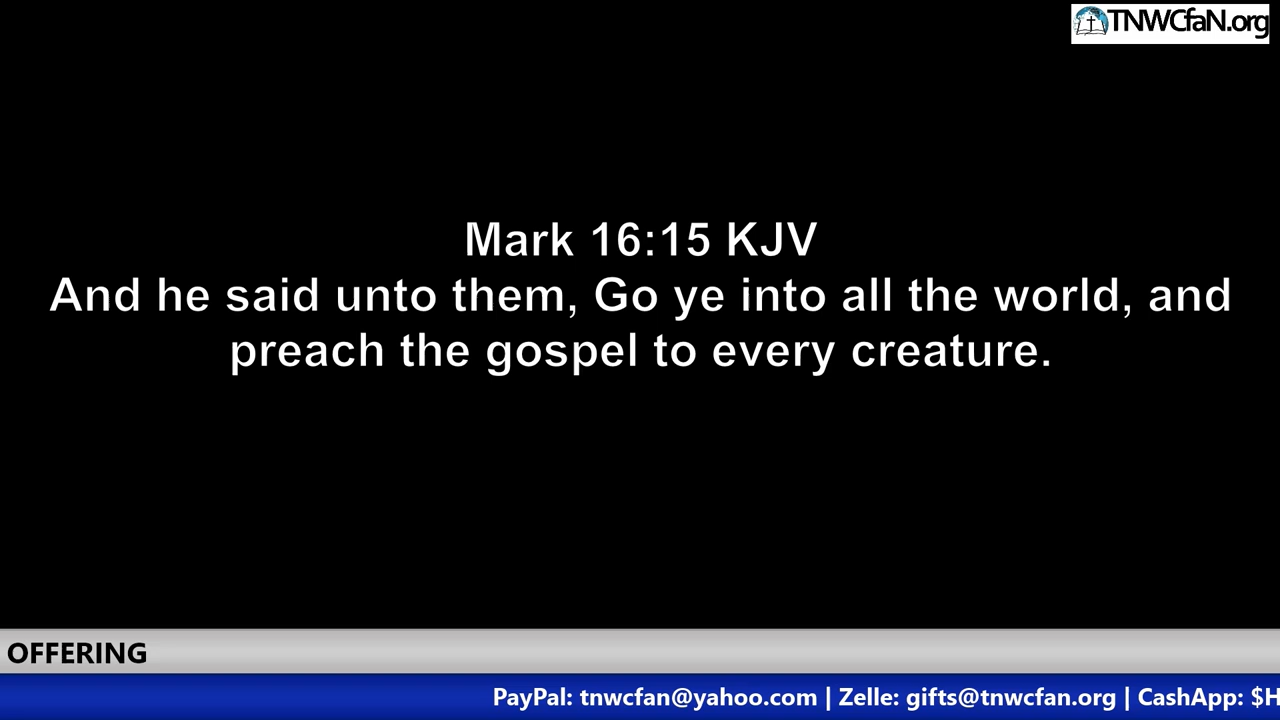 TNWCfaN.org
Mark 16:15 KJV
And he said unto them, Go ye into all the world, and
preach the gospel to every creature.
OFFERING
PayPal: tnwcfan@yahoo.com | Zelle: gifts@tnwcfan.org | CashApp: $H